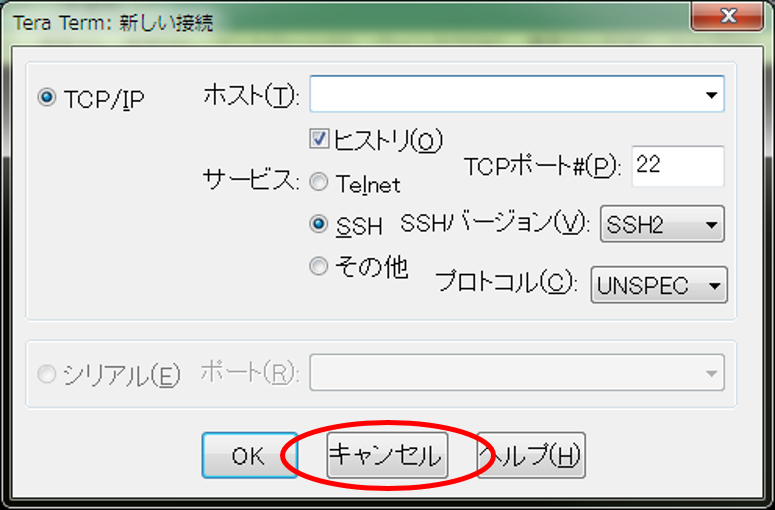 Tera Term: 新しい接続
TCP/IP ホスト(T):
ヒストリ(O)
サービス: Telnet TCPポート#(P): 22
SSH SSHバージョン(V): SSH2
その他 プロトコル(C): UNSPEC
シリアル(E) ポート(R):
OK キャンセル ヘルプ(H)